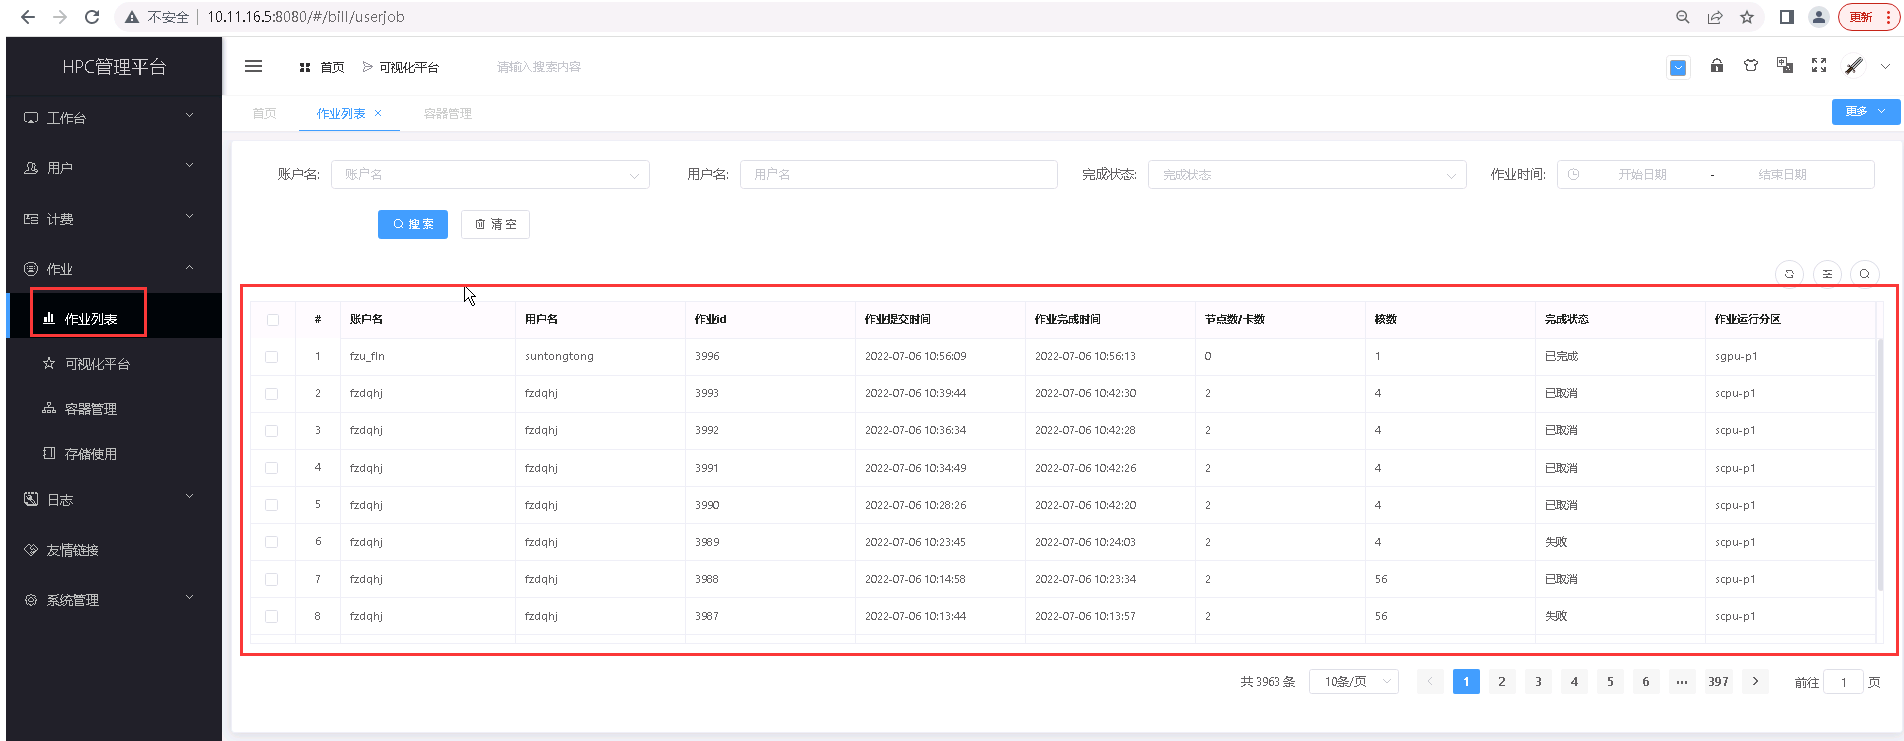 不安全 10.11.16.5:8080/#/bill/userjob 更新
HPC管理平台 首页 可视化平台 请输入搜索内容
首页 作业列表 × 容器管理 更多
工作台
用户
计费
作业
作业列表
可视化平台
容器管理
存储使用
日志
友情链接
系统管理
账户名: 账户名 用户名: 用户名 完成状态: 完成状态 作业时间: 开始日期 - 结束日期
搜索 清空
# 账户名 用户名 作业id 作业提交时间 作业完成时间 节点数/卡数 核数 完成状态 作业运行分区
1 fzu_fln suntongtong 3996 2022-07-06 10:56:09 2022-07-06 10:56:13 0 1 已完成 sgpu-p1
2 fzdqhj fzdqhj 3993 2022-07-06 10:39:44 2022-07-06 10:42:30 2 4 已取消 scpu-p1
3 fzdqhj fzdqhj 3992 2022-07-06 10:36:34 2022-07-06 10:42:28 2 4 已取消 scpu-p1
4 fzdqhj fzdqhj 3991 2022-07-06 10:34:49 2022-07-06 10:42:26 2 4 已取消 scpu-p1
5 fzdqhj fzdqhj 3990 2022-07-06 10:28:26 2022-07-06 10:42:20 2 4 已取消 scpu-p1
6 fzdqhj fzdqhj 3989 2022-07-06 10:23:45 2022-07-06 10:24:03 2 4 失败 scpu-p1
7 fzdqhj fzdqhj 3988 2022-07-06 10:14:58 2022-07-06 10:23:34 2 56 已取消 scpu-p1
8 fzdqhj fzdqhj 3987 2022-07-06 10:13:44 2022-07-06 10:13:57 2 56 失败 scpu-p1
共 3963 条 10条/页 < 1 2 3 4 5 6 ··· 397 > 前往 1 页